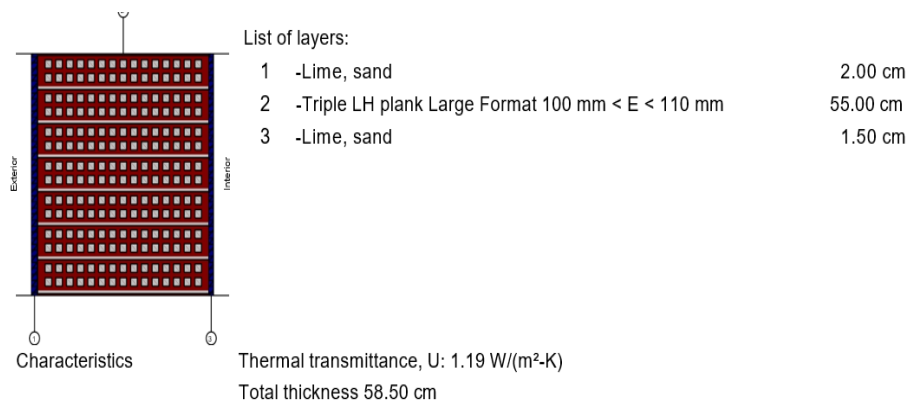 List of layers:
1 -Lime, sand 2.00 cm
2 -Triple LH plank Large Format 100 mm < E < 110 mm 55.00 cm
3 -Lime, sand 1.50 cm
Exterior
Interior
1
3
Characteristics Thermal transmittance, U: 1.19 W/(m²-K)
Total thickness 58.50 cm